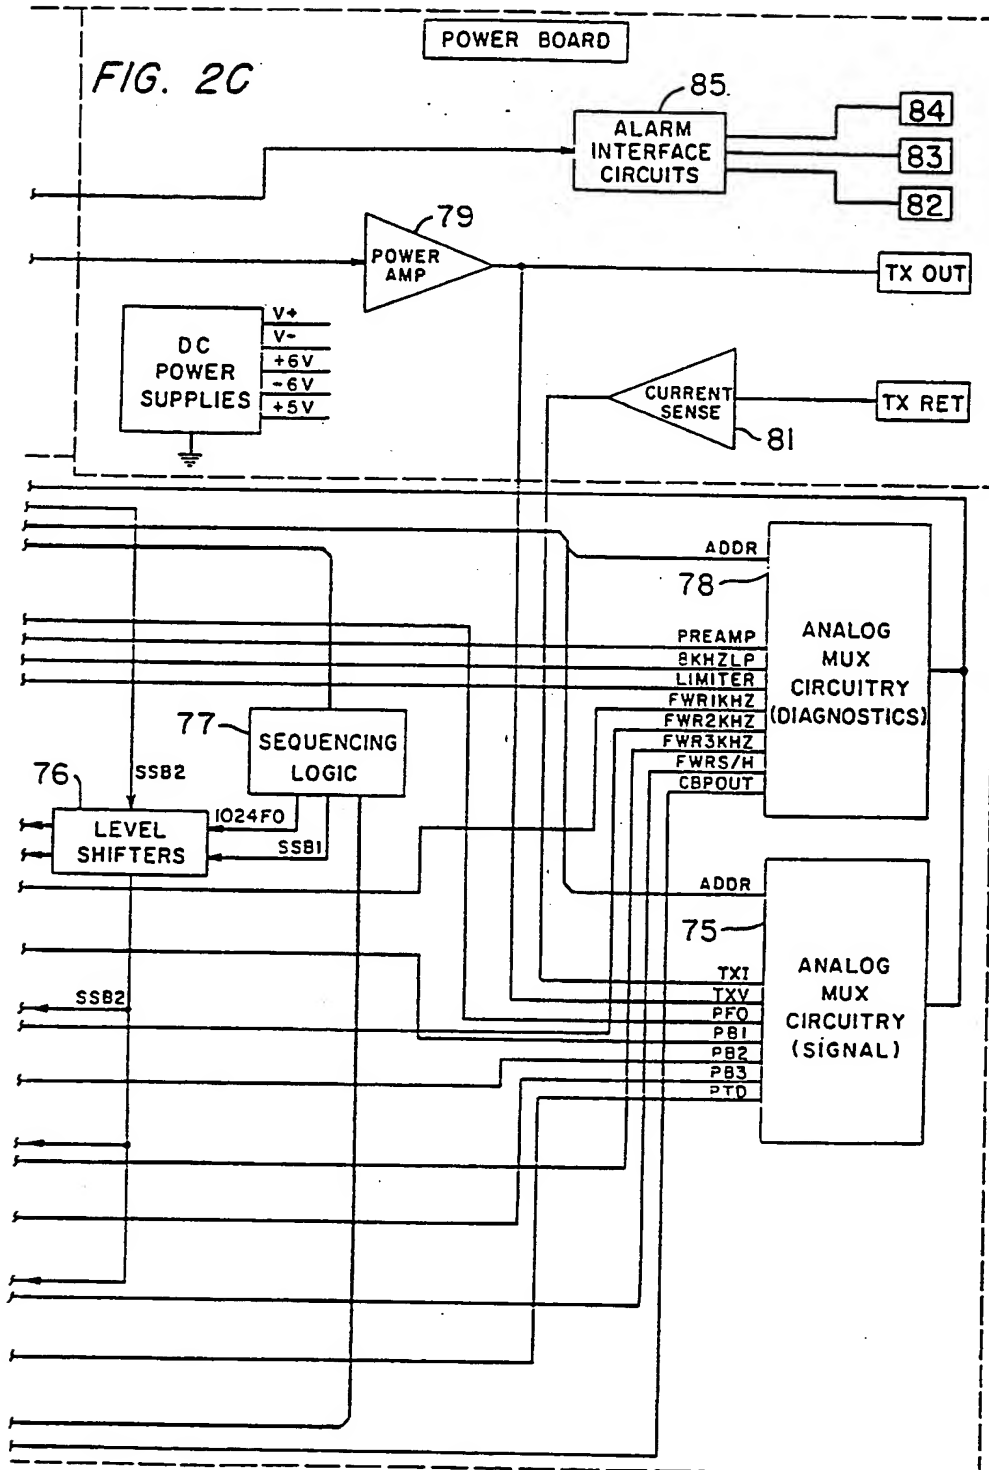 POWER BOARD
FIG. 2C
85
ALARM
INTERFACE
CIRCUITS
84
83
82
79
POWER
AMP
TX OUT
DC
POWER
SUPPLIES
V+
V-
+6V
-6V
+5V
CURRENT
SENSE
81
TX RET
ADDR
78
ANALOG
MUX
CIRCUITRY
(DIAGNOSTICS)
PREAMP
8KHZLP
LIMITER
FWR1KHZ
FWR2KHZ
FWR3KHZ
FWRS/H
CBPOUT
77
SEQUENCING
LOGIC
SSB2
76
LEVEL
SHIFTERS
1024FO
SSB1
ADDR
75
ANALOG
MUX
CIRCUITRY
(SIGNAL)
TXI
TXV
PFO
PB1
PB2
PB3
PTD
SSB2